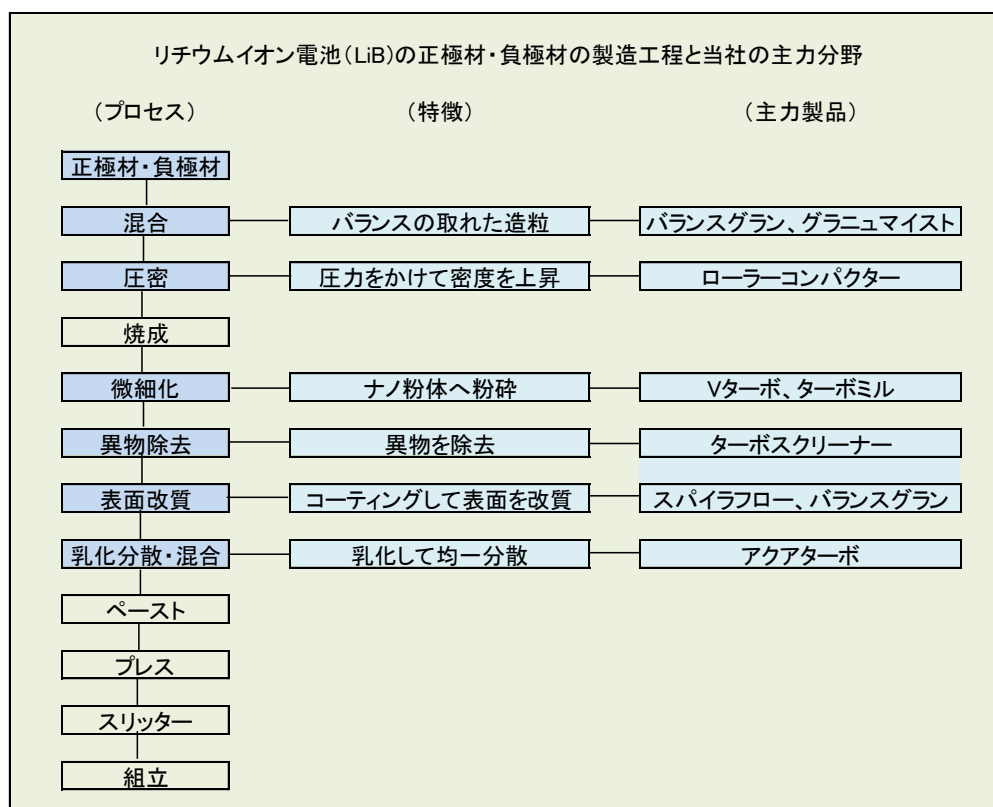 リチウムイオン電池(LiB)の正極材・負極材の製造工程と当社の主力分野
(プロセス) (特徴) (主力製品)
正極材・負極材
混合 バランスの取れた造粒 バランスグラン、グラニュマイスト
圧密 圧力をかけて密度を上昇 ローラーコンパクター
焼成
微細化 ナノ粉体へ粉砕 Vターボ、ターボミル
異物除去 異物を除去 ターボスクリーナー
表面改質 コーティングして表面を改質 スパイラフロー、バランスグラン
乳化分散・混合 乳化して均一分散 アクアターボ
ペースト
プレス
スリッター
組立